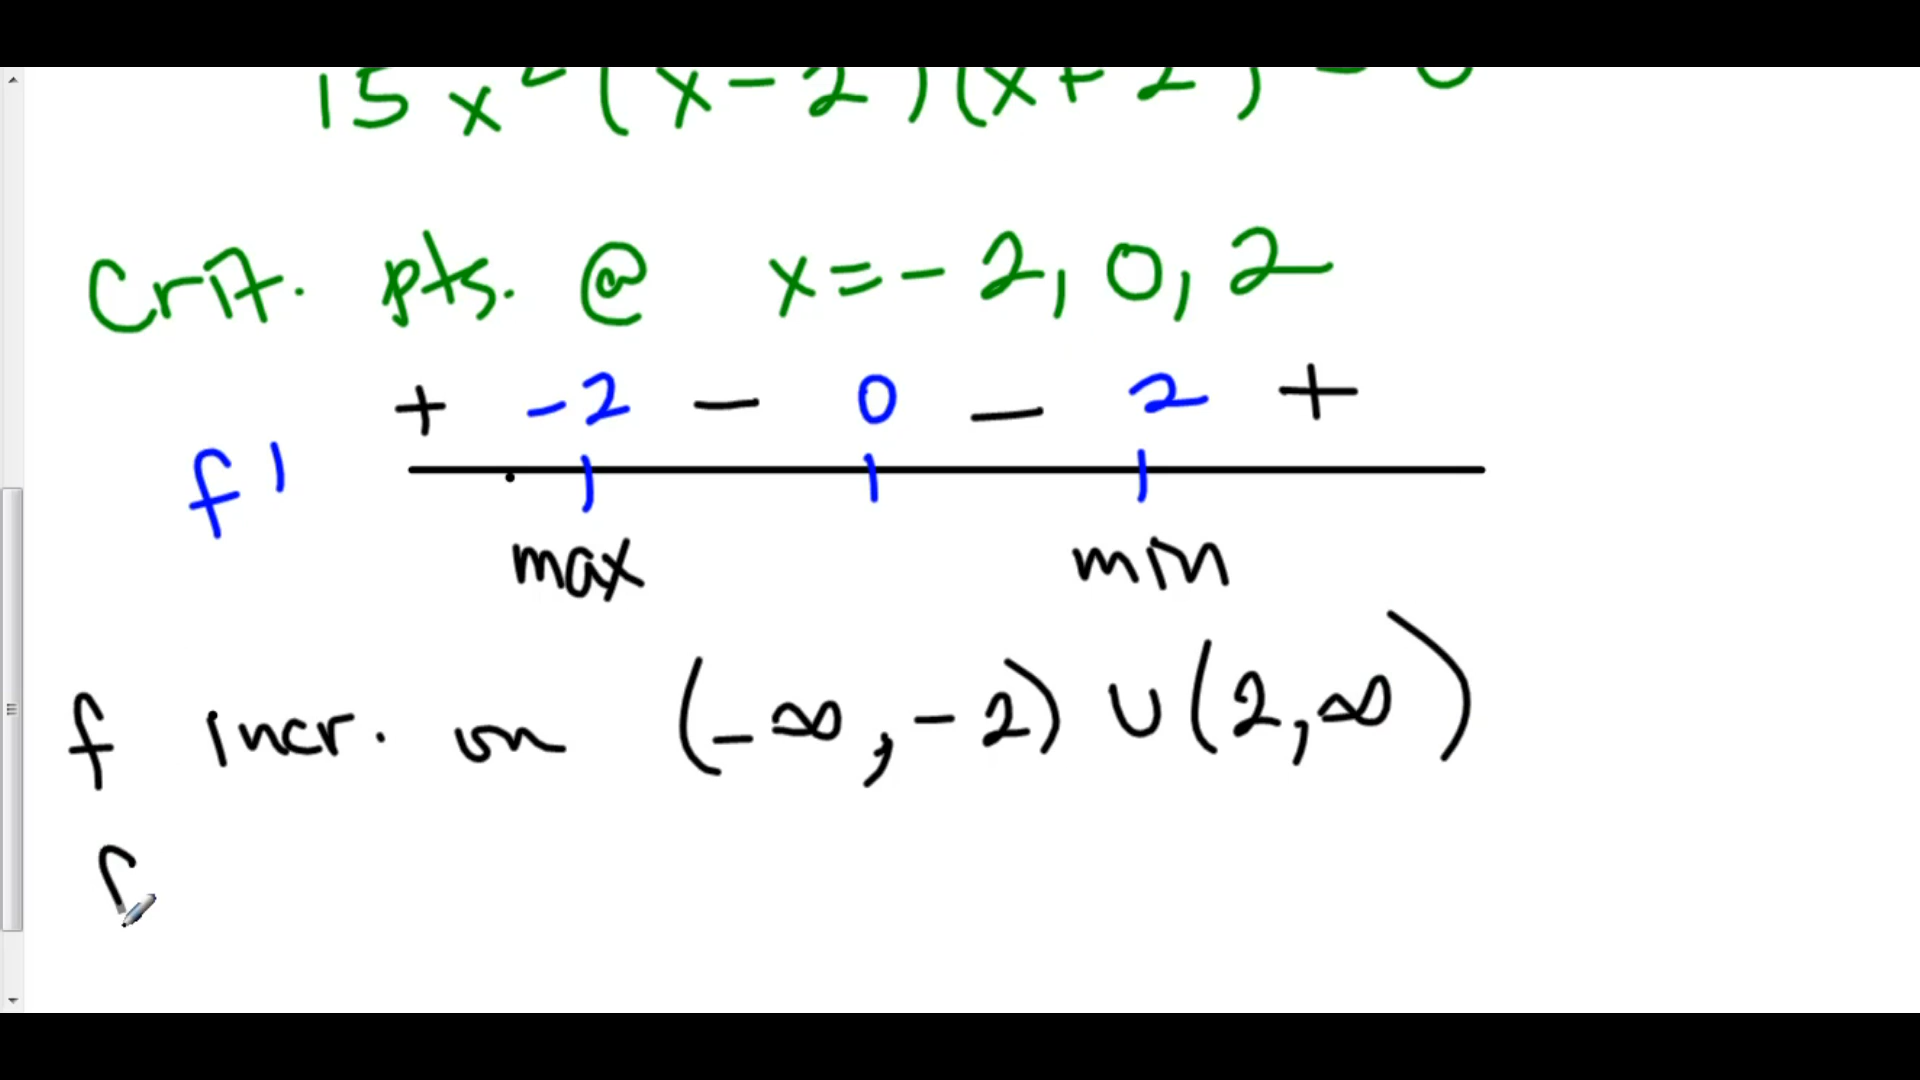 15x²(x-2)(x+2) = 0
Crit. pts. @ x = -2, 0, 2
+ -2 - 0 - 2 +
f'
max min
f incr. on (-∞, -2) ∪ (2, ∞)